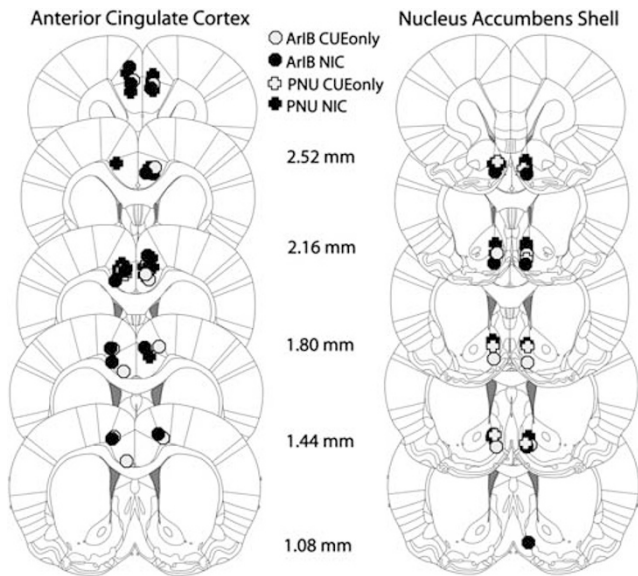 Anterior Cingulate Cortex
Nucleus Accumbens Shell
ArIB CUEonly
ArIB NIC
PNU CUEonly
PNU NIC
2.52 mm
2.16 mm
1.80 mm
1.44 mm
1.08 mm